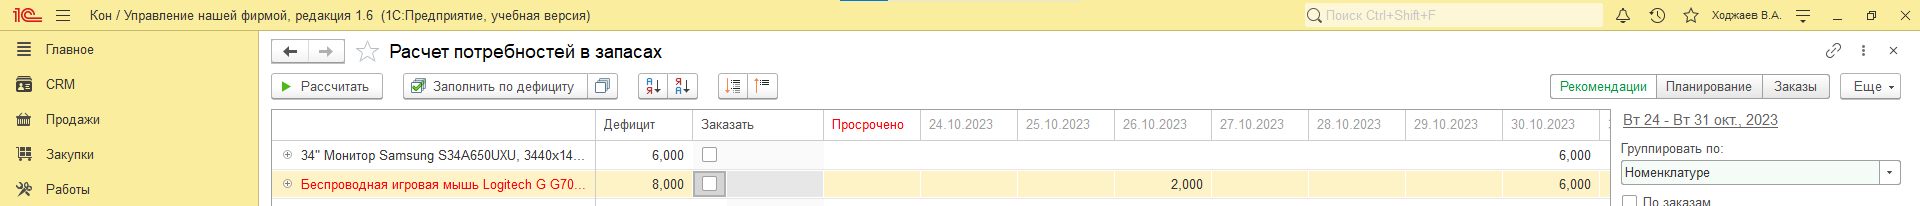 1С Кон / Управление нашей фирмой, редакция 1.6 (1С:Предприятие, учебная версия) Поиск Ctrl+Shift+F Ходжаев В.А.
Главное
CRM
Продажи
Закупки
Работы
Расчет потребностей в запасах
Рассчитать Заполнить по дефициту Рекомендации Планирование Заказы Еще
Дефицит Заказать Просрочено 24.10.2023 25.10.2023 26.10.2023 27.10.2023 28.10.2023 29.10.2023 30.10.2023
34" Монитор Samsung S34A650UXU, 3440x14... 6,000 6,000
Беспроводная игровая мышь Logitech G G70... 8,000 2,000 6,000
Вт 24 - Вт 31 окт., 2023
Группировать по:
Номенклатуре
По заказам